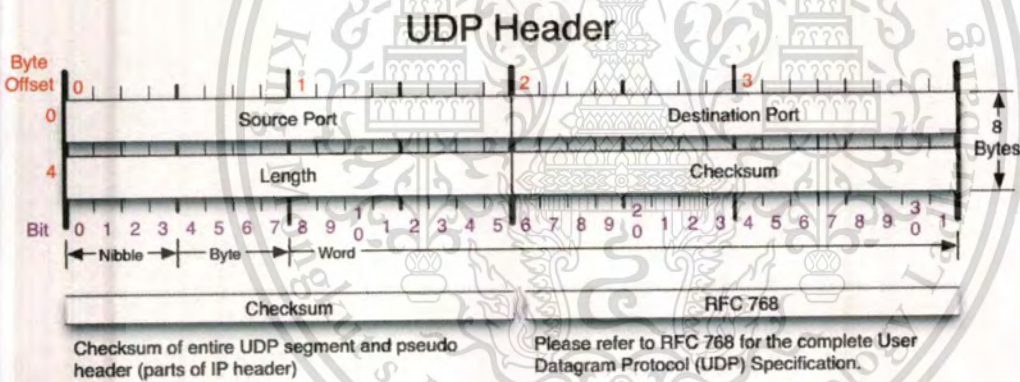 UDP Header
Byte
Offset 0 1 2 3
0 Source Port Destination Port 8
Bytes
4 Length Checksum
Bit 0 1 2 3 4 5 6 7 8 9 1 0 1 2 3 4 5 6 7 8 9 2 0 1 2 3 4 5 6 7 8 9 3 0 1
Nibble Byte Word
Checksum RFC 768
Checksum of entire UDP segment and pseudo
header (parts of IP header)
Please refer to RFC 768 for the complete User
Datagram Protocol (UDP) Specification.